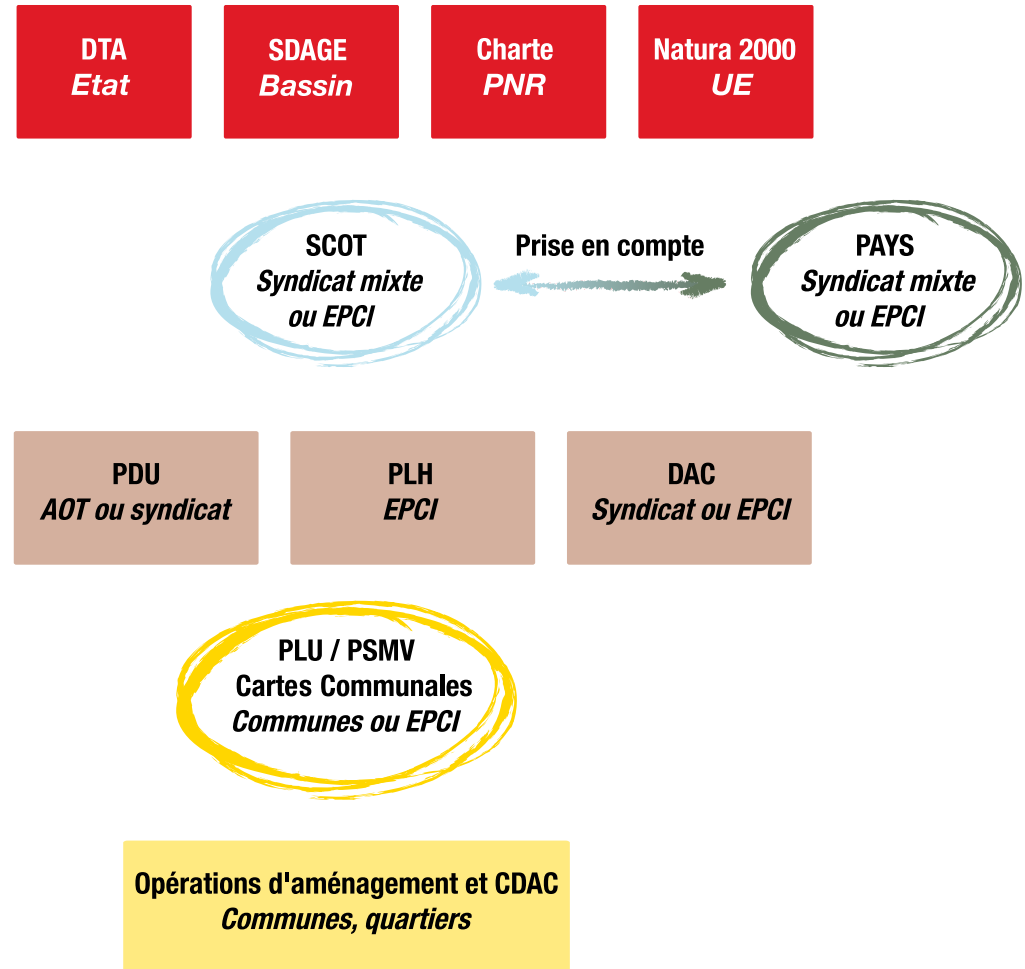 DTA
Etat
SDAGE
Bassin
Charte
PNR
Natura 2000
UE
SCOT
Syndicat mixte
ou EPCI
Prise en compte
PAYS
Syndicat mixte
ou EPCI
PDU
AOT ou syndicat
PLH
EPCI
DAC
Syndicat ou EPCI
PLU / PSMV
Cartes Communales
Communes ou EPCI
Opérations d'aménagement et CDAC
Communes, quartiers